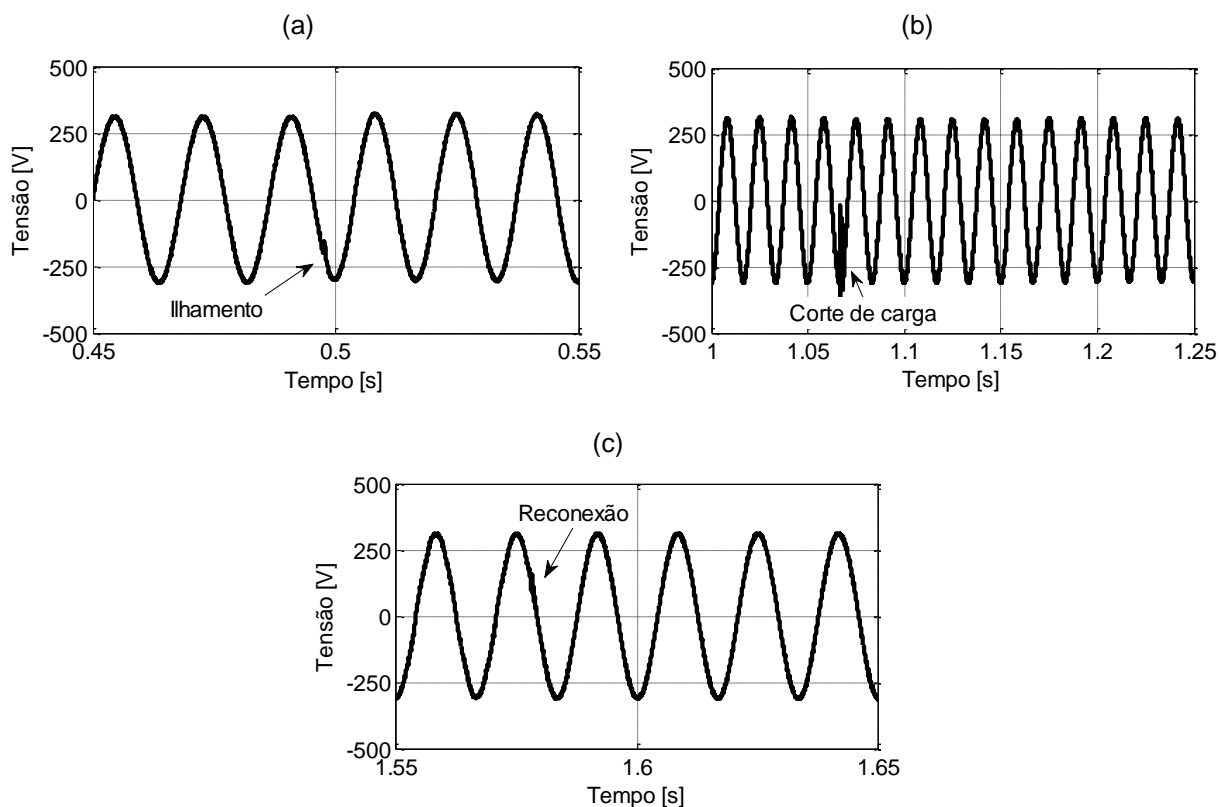 (a)
500
250
0
-250
-500
Tensão [V]
Ilhamento
0.45
0.5
0.55
Tempo [s]
(b)
500
250
0
-250
-500
Tensão [V]
Corte de carga
1
1.05
1.1
1.15
1.2
1.25
Tempo [s]
(c)
500
250
0
-250
-500
Tensão [V]
Reconexão
1.55
1.6
1.65
Tempo [s]